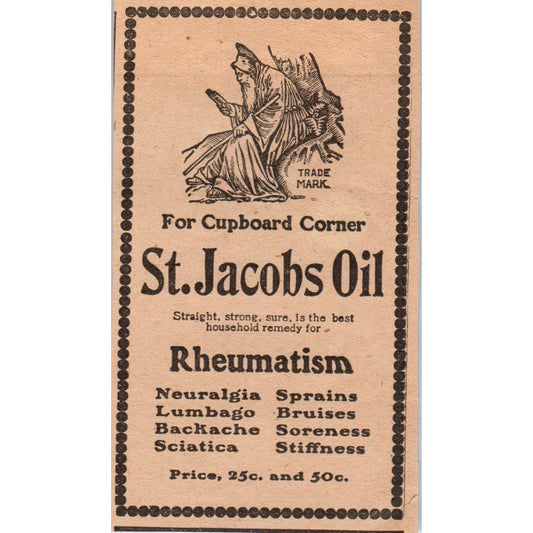 TRADE
MARK.
For Cupboard Corner
St. Jacobs Oil
Straight, strong, sure, is the best
household remedy for
Rheumatism
Neuralgia Sprains
Lumbago Bruises
Backache Soreness
Sciatica Stiffness
Price, 25c. and 50c.